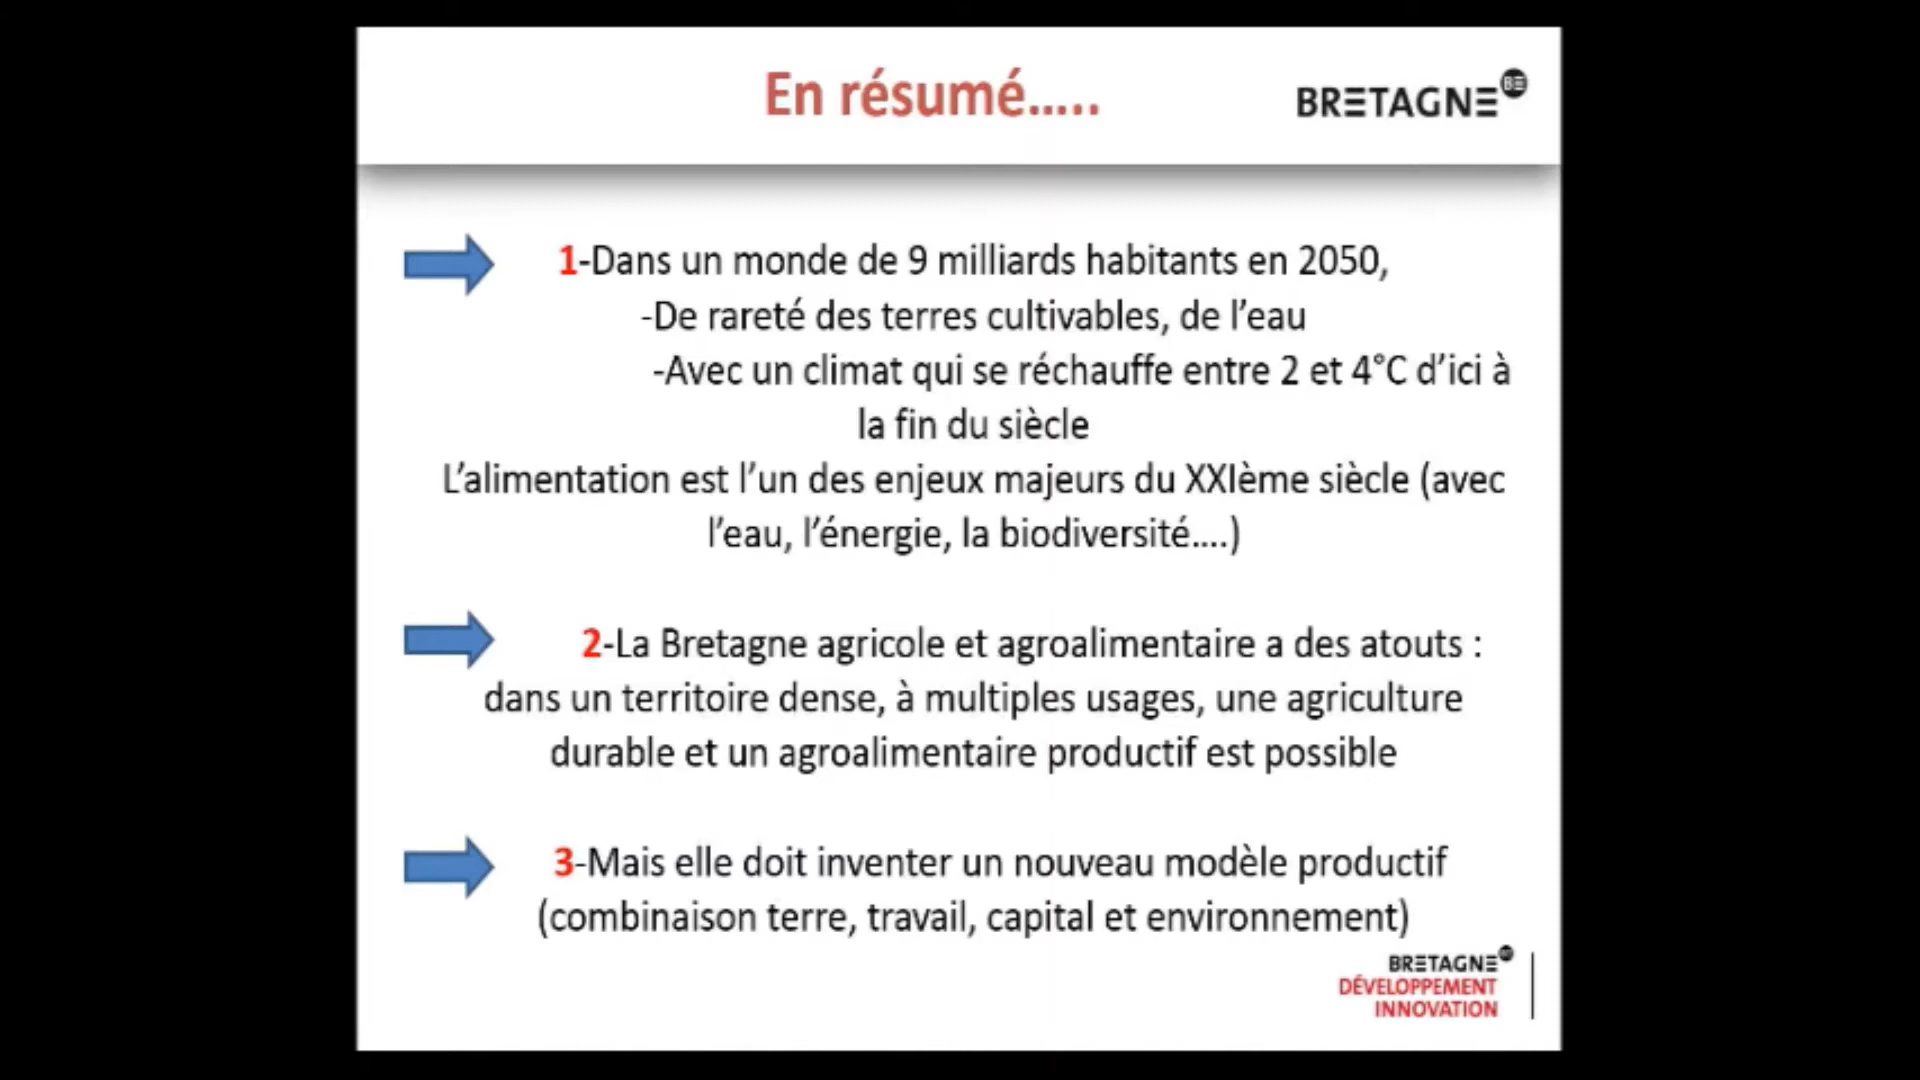 En résumé.....
BRETAGNE BE
1-Dans un monde de 9 milliards habitants en 2050,
-De rareté des terres cultivables, de l’eau
-Avec un climat qui se réchauffe entre 2 et 4°C d’ici à
la fin du siècle
L’alimentation est l’un des enjeux majeurs du XXIème siècle (avec
l’eau, l’énergie, la biodiversité....)
2-La Bretagne agricole et agroalimentaire a des atouts :
dans un territoire dense, à multiples usages, une agriculture
durable et un agroalimentaire productif est possible
3-Mais elle doit inventer un nouveau modèle productif
(combinaison terre, travail, capital et environnement)
BRETAGNE
DÉVELOPPEMENT
INNOVATION